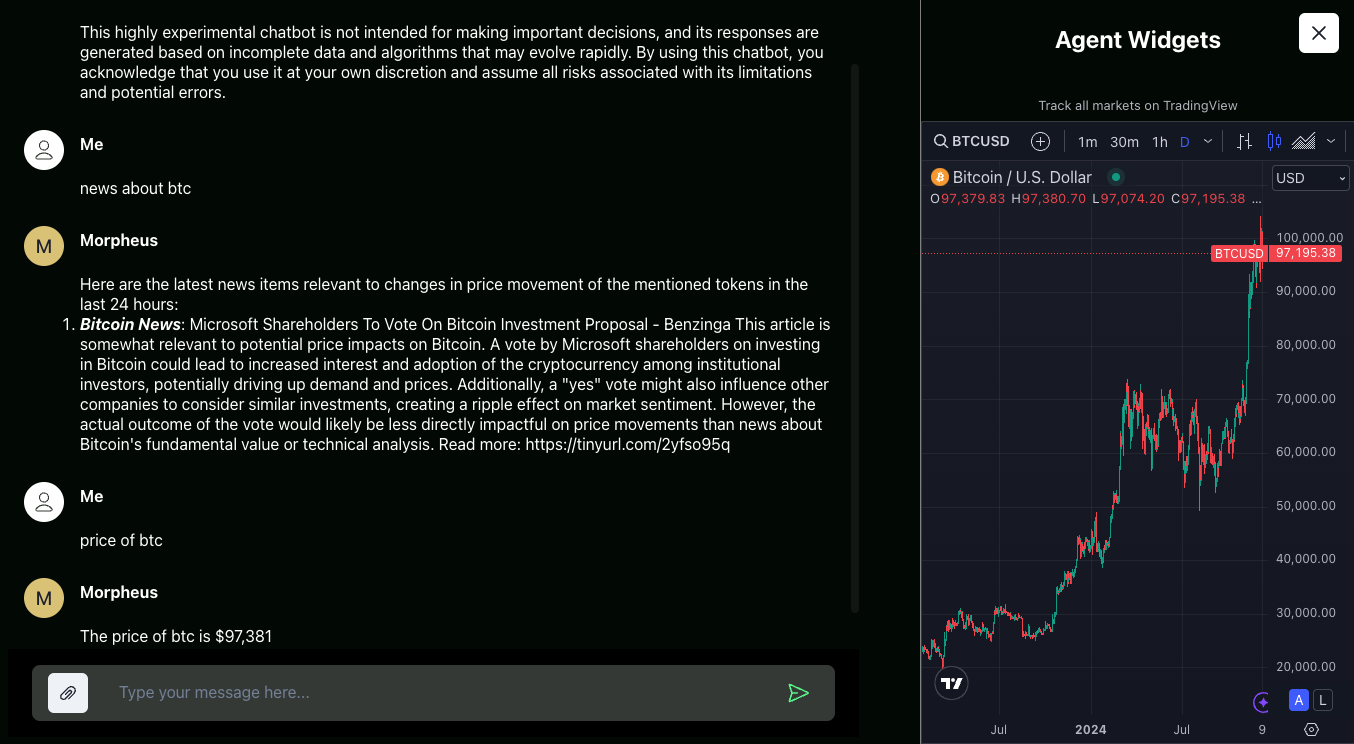 This highly experimental chatbot is not intended for making important decisions, and its responses are
generated based on incomplete data and algorithms that may evolve rapidly. By using this chatbot, you
acknowledge that you use it at your own discretion and assume all risks associated with its limitations
and potential errors.
Me
news about btc
M
Morpheus
Here are the latest news items relevant to changes in price movement of the mentioned tokens in the
last 24 hours:
1. Bitcoin News: Microsoft Shareholders To Vote On Bitcoin Investment Proposal - Benzinga This article is
somewhat relevant to potential price impacts on Bitcoin. A vote by Microsoft shareholders on investing
in Bitcoin could lead to increased interest and adoption of the cryptocurrency among institutional
investors, potentially driving up demand and prices. Additionally, a "yes" vote might also influence other
companies to consider similar investments, creating a ripple effect on market sentiment. However, the
actual outcome of the vote would likely be less directly impactful on price movements than news about
Bitcoin's fundamental value or technical analysis. Read more: https://tinyurl.com/2yfso95q
Me
price of btc
M
Morpheus
The price of btc is $97,381
Type your message here...
Agent Widgets
Track all markets on TradingView
BTCUSD 1m 30m 1h D
Bitcoin / U.S. Dollar
USD
O97,379.83 H97,380.70 L97,074.20 C97,195.38 ...
100,000.00
BTCUSD 97,195.38
90,000.00
80,000.00
70,000.00
60,000.00
50,000.00
40,000.00
30,000.00
20,000.00
A L
Jul 2024 Jul 9